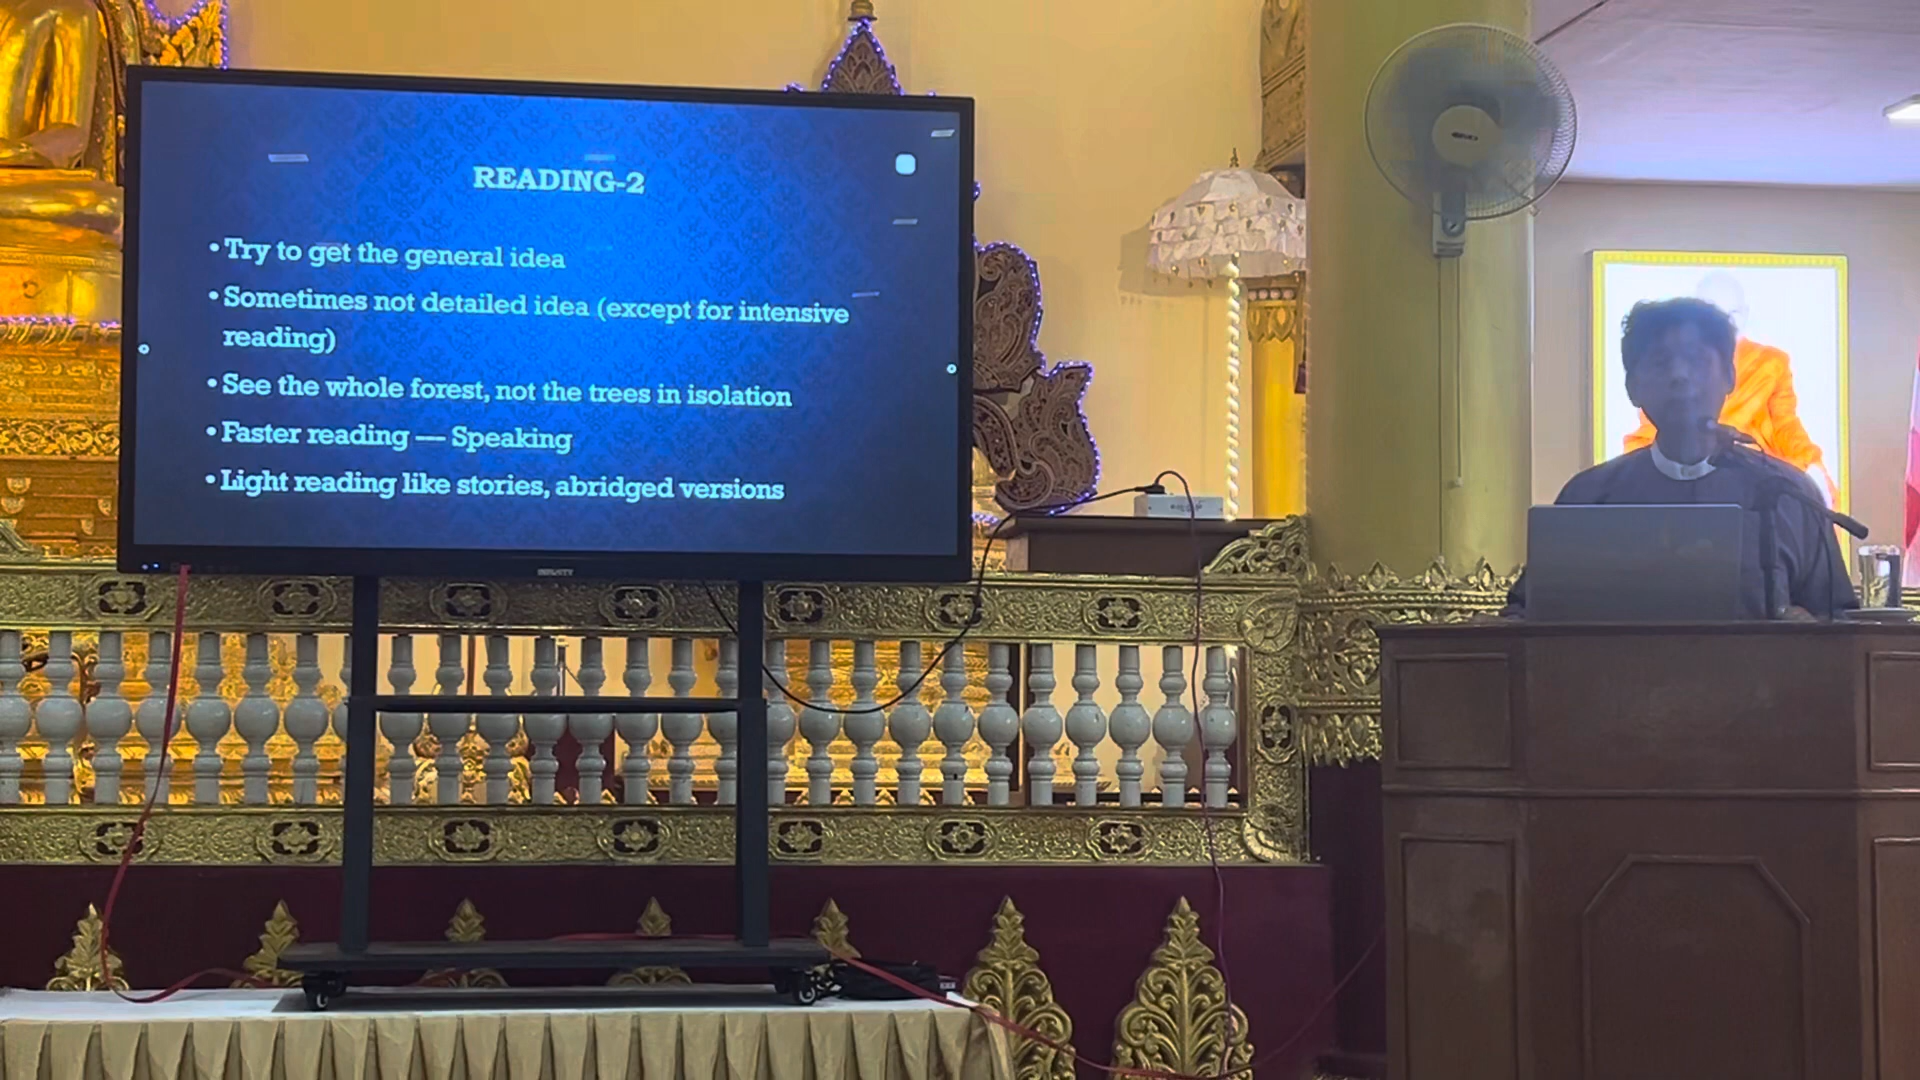 READING-2
• Try to get the general idea
• Sometimes not detailed idea (except for intensive
reading)
• See the whole forest, not the trees in isolation
• Faster reading --- Speaking
• Light reading like stories, abridged versions